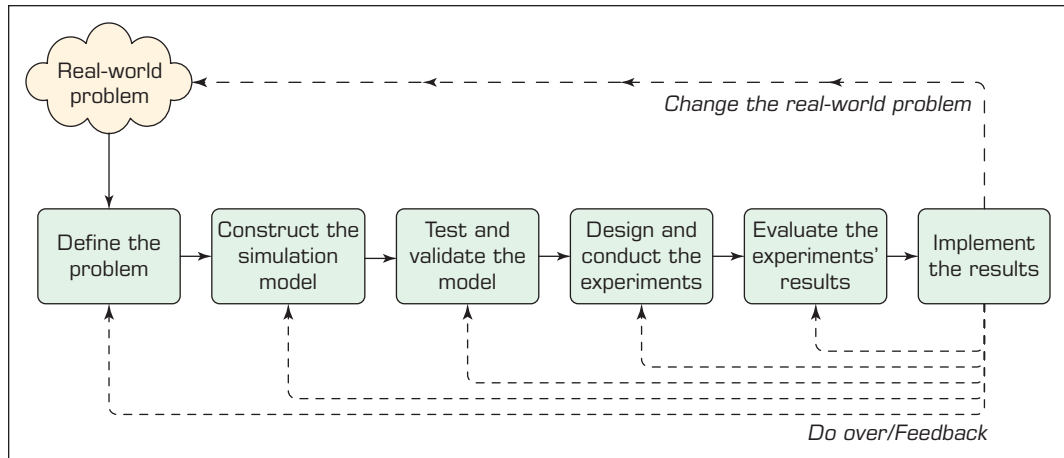 Real-world
problem
Change the real-world problem
Define the
problem
Construct the
simulation
model
Test and
validate the
model
Design and
conduct the
experiments
Evaluate the
experiments'
results
Implement
the results
Do over/Feedback